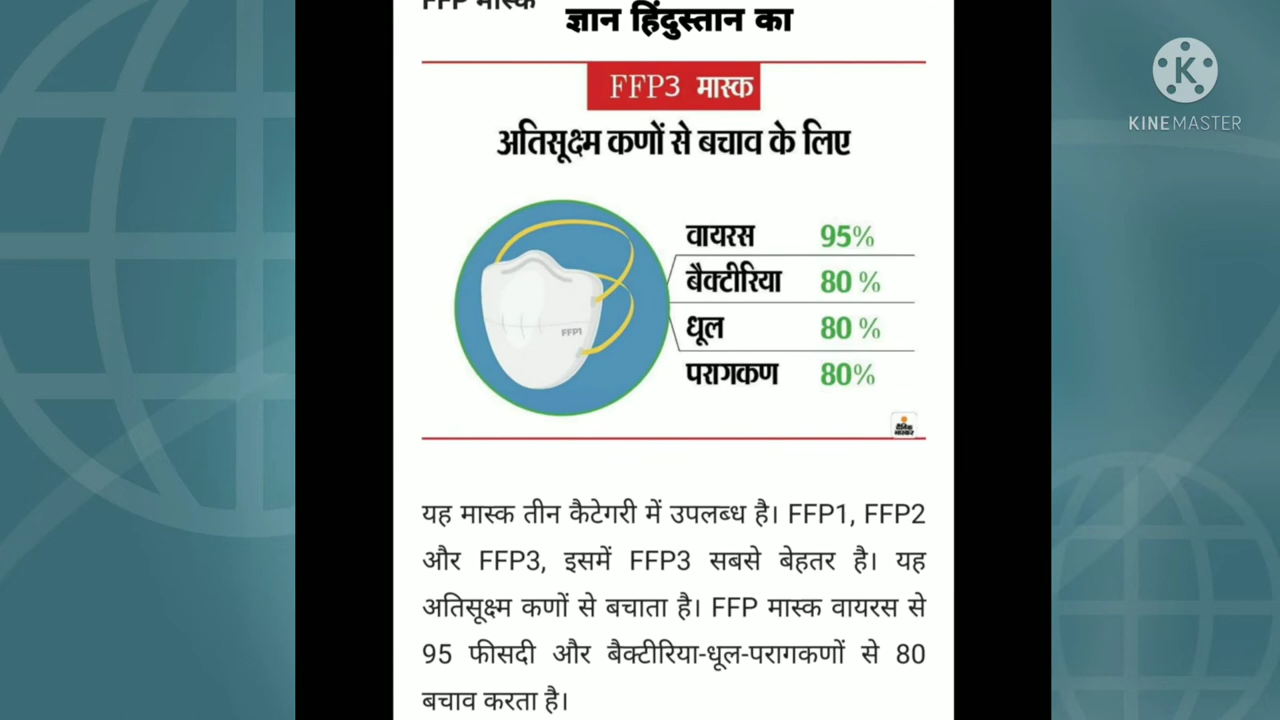 FFP मास्क
ज्ञान हिंदुस्तान का
FFP3 मास्क
अतिसूक्ष्म कणों से बचाव के लिए
वायरस 95%
बैक्टीरिया 80 %
धूल 80 %
परागकण 80%
FFP1
दैनिक
भास्कर
यह मास्क तीन कैटेगरी में उपलब्ध है। FFP1, FFP2
और FFP3, इसमें FFP3 सबसे बेहतर है। यह
अतिसूक्ष्म कणों से बचाता है। FFP मास्क वायरस से
95 फीसदी और बैक्टीरिया-धूल-परागकणों से 80
बचाव करता है।
K
KINEMASTER